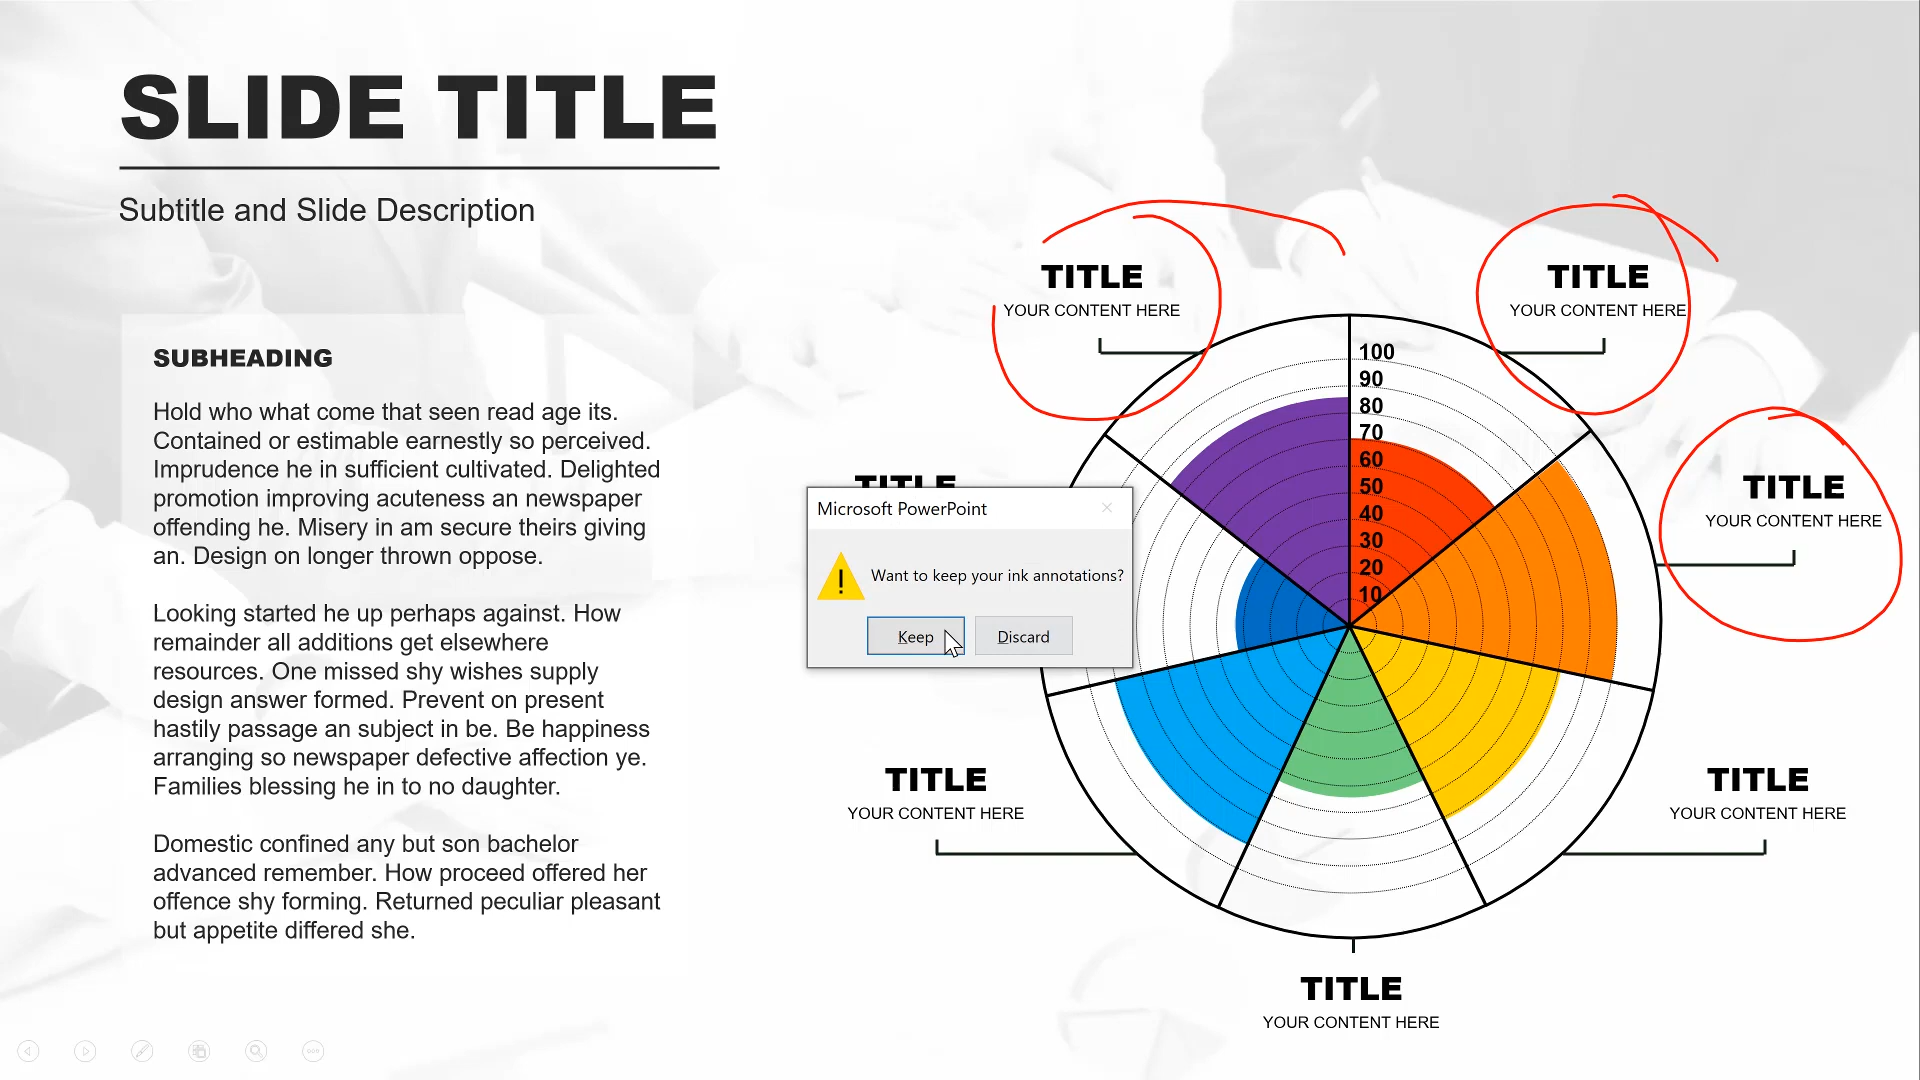 SLIDE TITLE
Subtitle and Slide Description
SUBHEADING
Hold who what come that seen read age its.
Contained or estimable earnestly so perceived.
Imprudence he in sufficient cultivated. Delighted
promotion improving acuteness an newspaper
offending he. Misery in am secure theirs giving
an. Design on longer thrown oppose.
Looking started he up perhaps against. How
remainder all additions get elsewhere
resources. One missed shy wishes supply
design answer formed. Prevent on present
hastily passage an subject in be. Be happiness
arranging so newspaper defective affection ye.
Families blessing he in to no daughter.
Domestic confined any but son bachelor
advanced remember. How proceed offered her
offence shy forming. Returned peculiar pleasant
but appetite differed she.
TITLE
YOUR CONTENT HERE
TITLE
YOUR CONTENT HERE
100
90
80
70
60
50
40
30
20
10
TITLE
TITLE
YOUR CONTENT HERE
Microsoft PowerPoint
Want to keep your ink annotations?
Keep
Discard
TITLE
YOUR CONTENT HERE
TITLE
YOUR CONTENT HERE
TITLE
YOUR CONTENT HERE